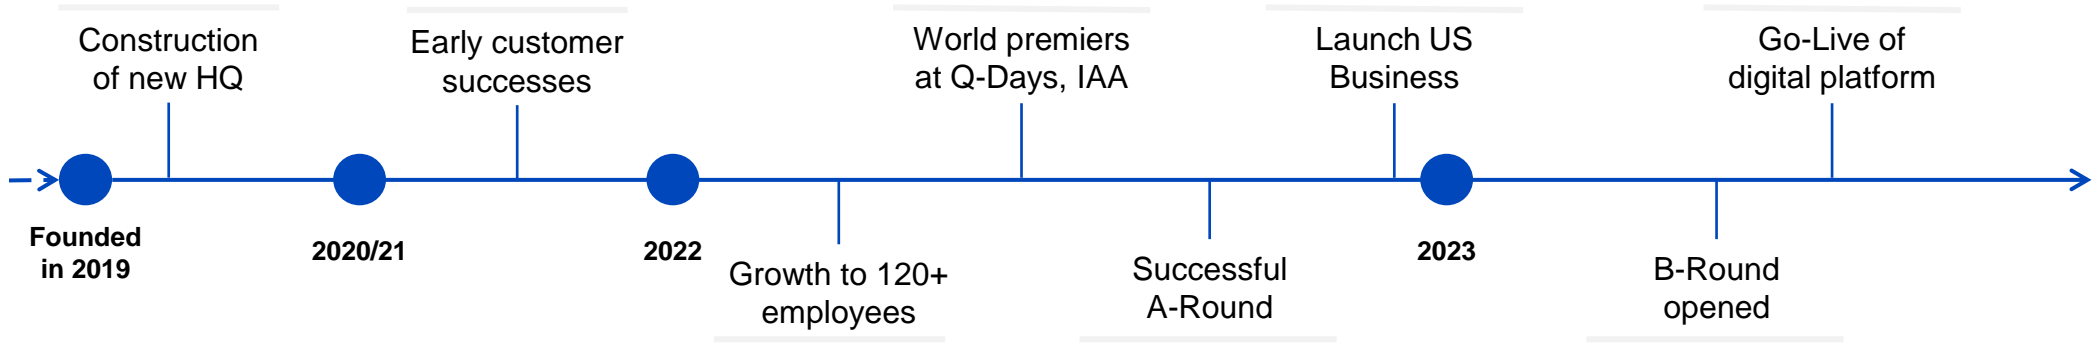 Construction
of new HQ
Early customer
successes
World premiers
at Q-Days, IAA
Launch US
Business
Go-Live of
digital platform
Founded
in 2019
2020/21
2022
2023
Growth to 120+
employees
Successful
A-Round
B-Round
opened